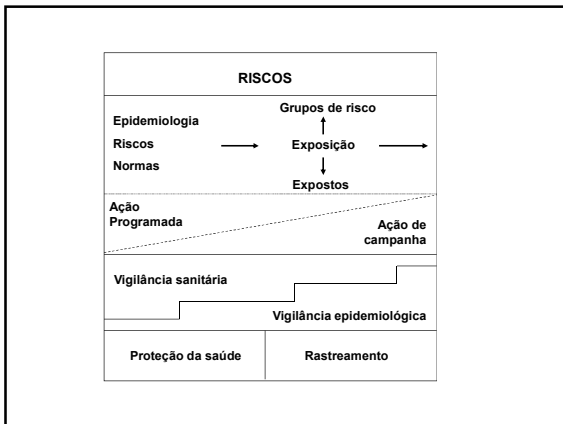 RISCOS
Grupos de risco
Epidemiologia
Riscos
Exposição
Normas
Expostos
Ação
Programada
Ação de
campanha
Vigilância sanitária
Vigilância epidemiológica
Proteção da saúde
Rastreamento